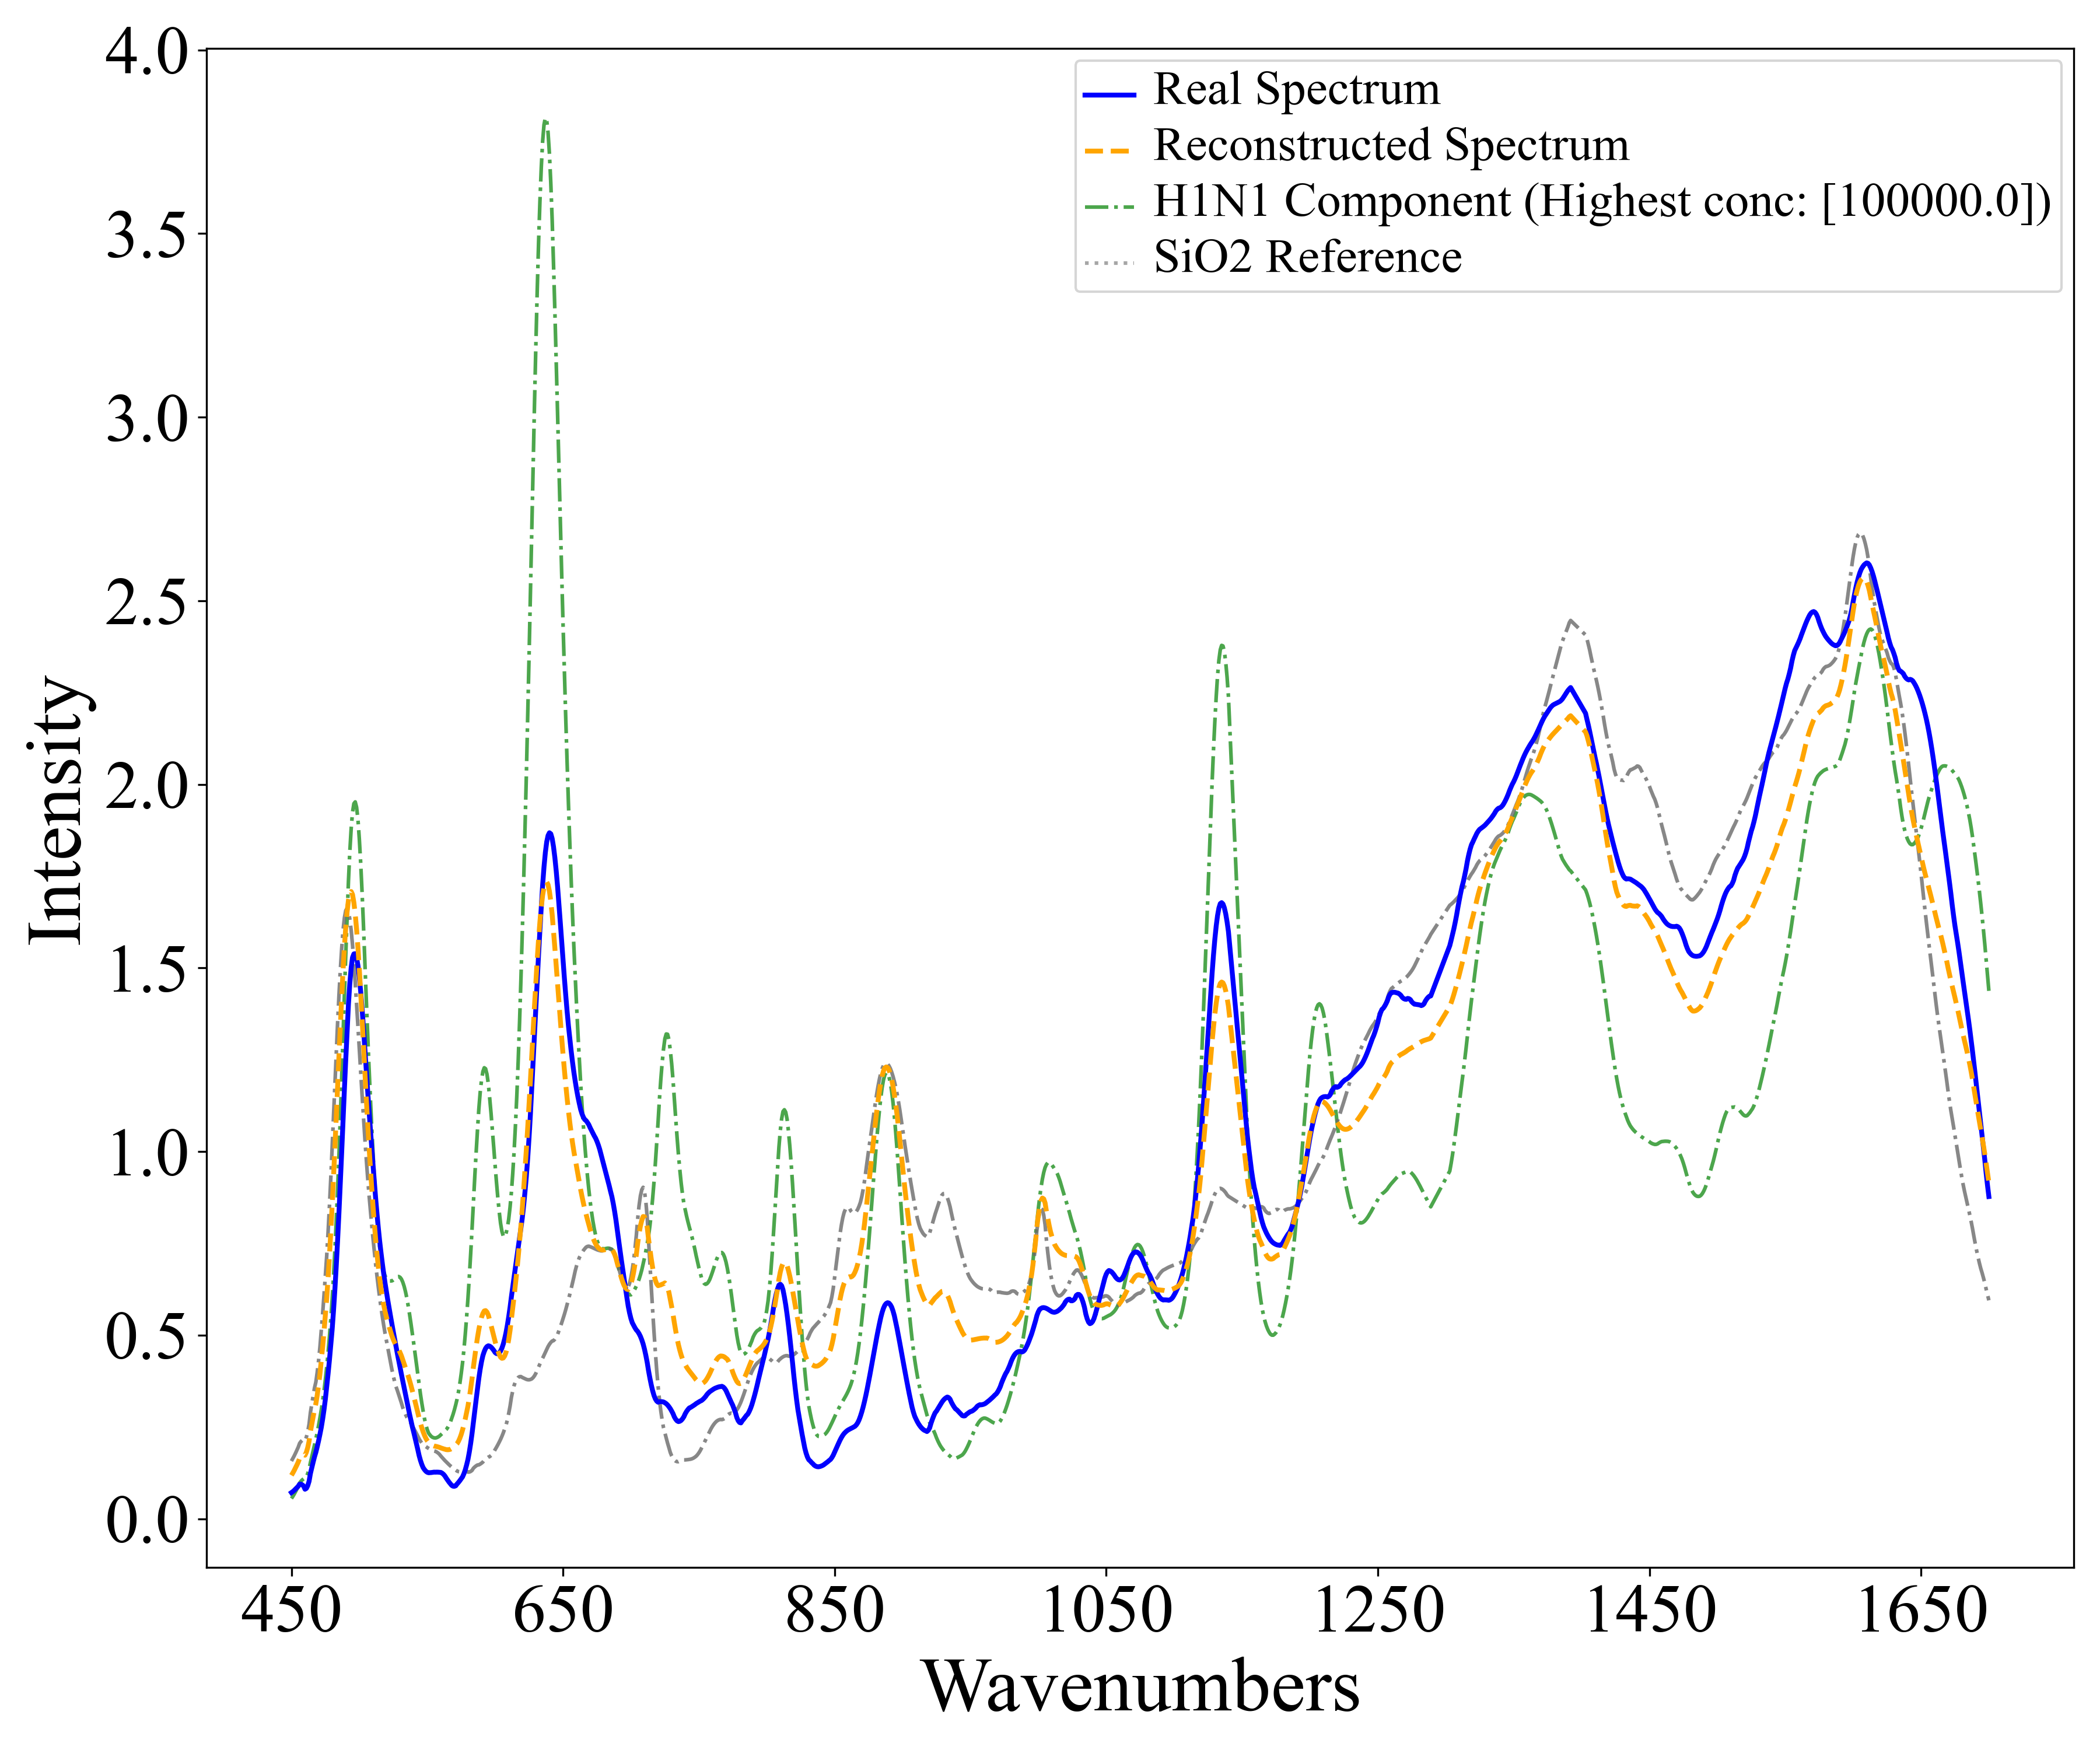 4.0
3.5
3.0
2.5
2.0
1.5
1.0
0.5
0.0
Intensity
Real Spectrum
Reconstructed Spectrum
H1N1 Component (Highest conc: [100000.0])
SiO2 Reference
450 650 850 1050 1250 1450 1650
Wavenumbers